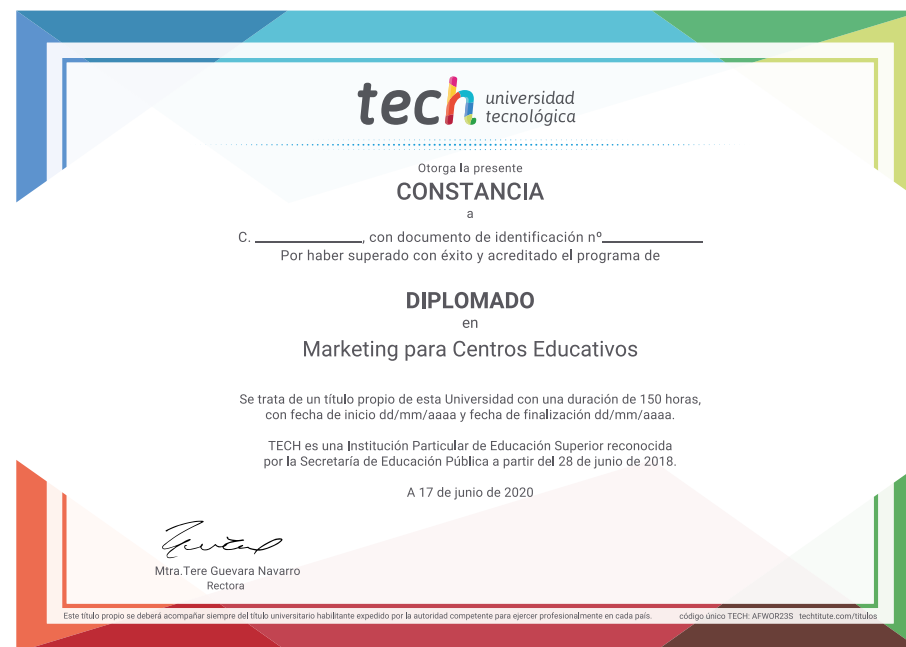 tech universidad
tecnológica
Otorga la presente
CONSTANCIA
a
C. ____________, con documento de identificación nº____________
Por haber superado con éxito y acreditado el programa de
DIPLOMADO
en
Marketing para Centros Educativos
Se trata de un título propio de esta Universidad con una duración de 150 horas,
con fecha de inicio dd/mm/aaaa y fecha de finalización dd/mm/aaaa.
TECH es una Institución Particular de Educación Superior reconocida
por la Secretaría de Educación Pública a partir del 28 de junio de 2018.
A 17 de junio de 2020
Mtra.Tere Guevara Navarro
Rectora
Este título propio se deberá acompañar siempre del título universitario habilitante expedido por la autoridad competente para ejercer profesionalmente en cada país. código único TECH: AFWOR23S techtitute.com/titulos